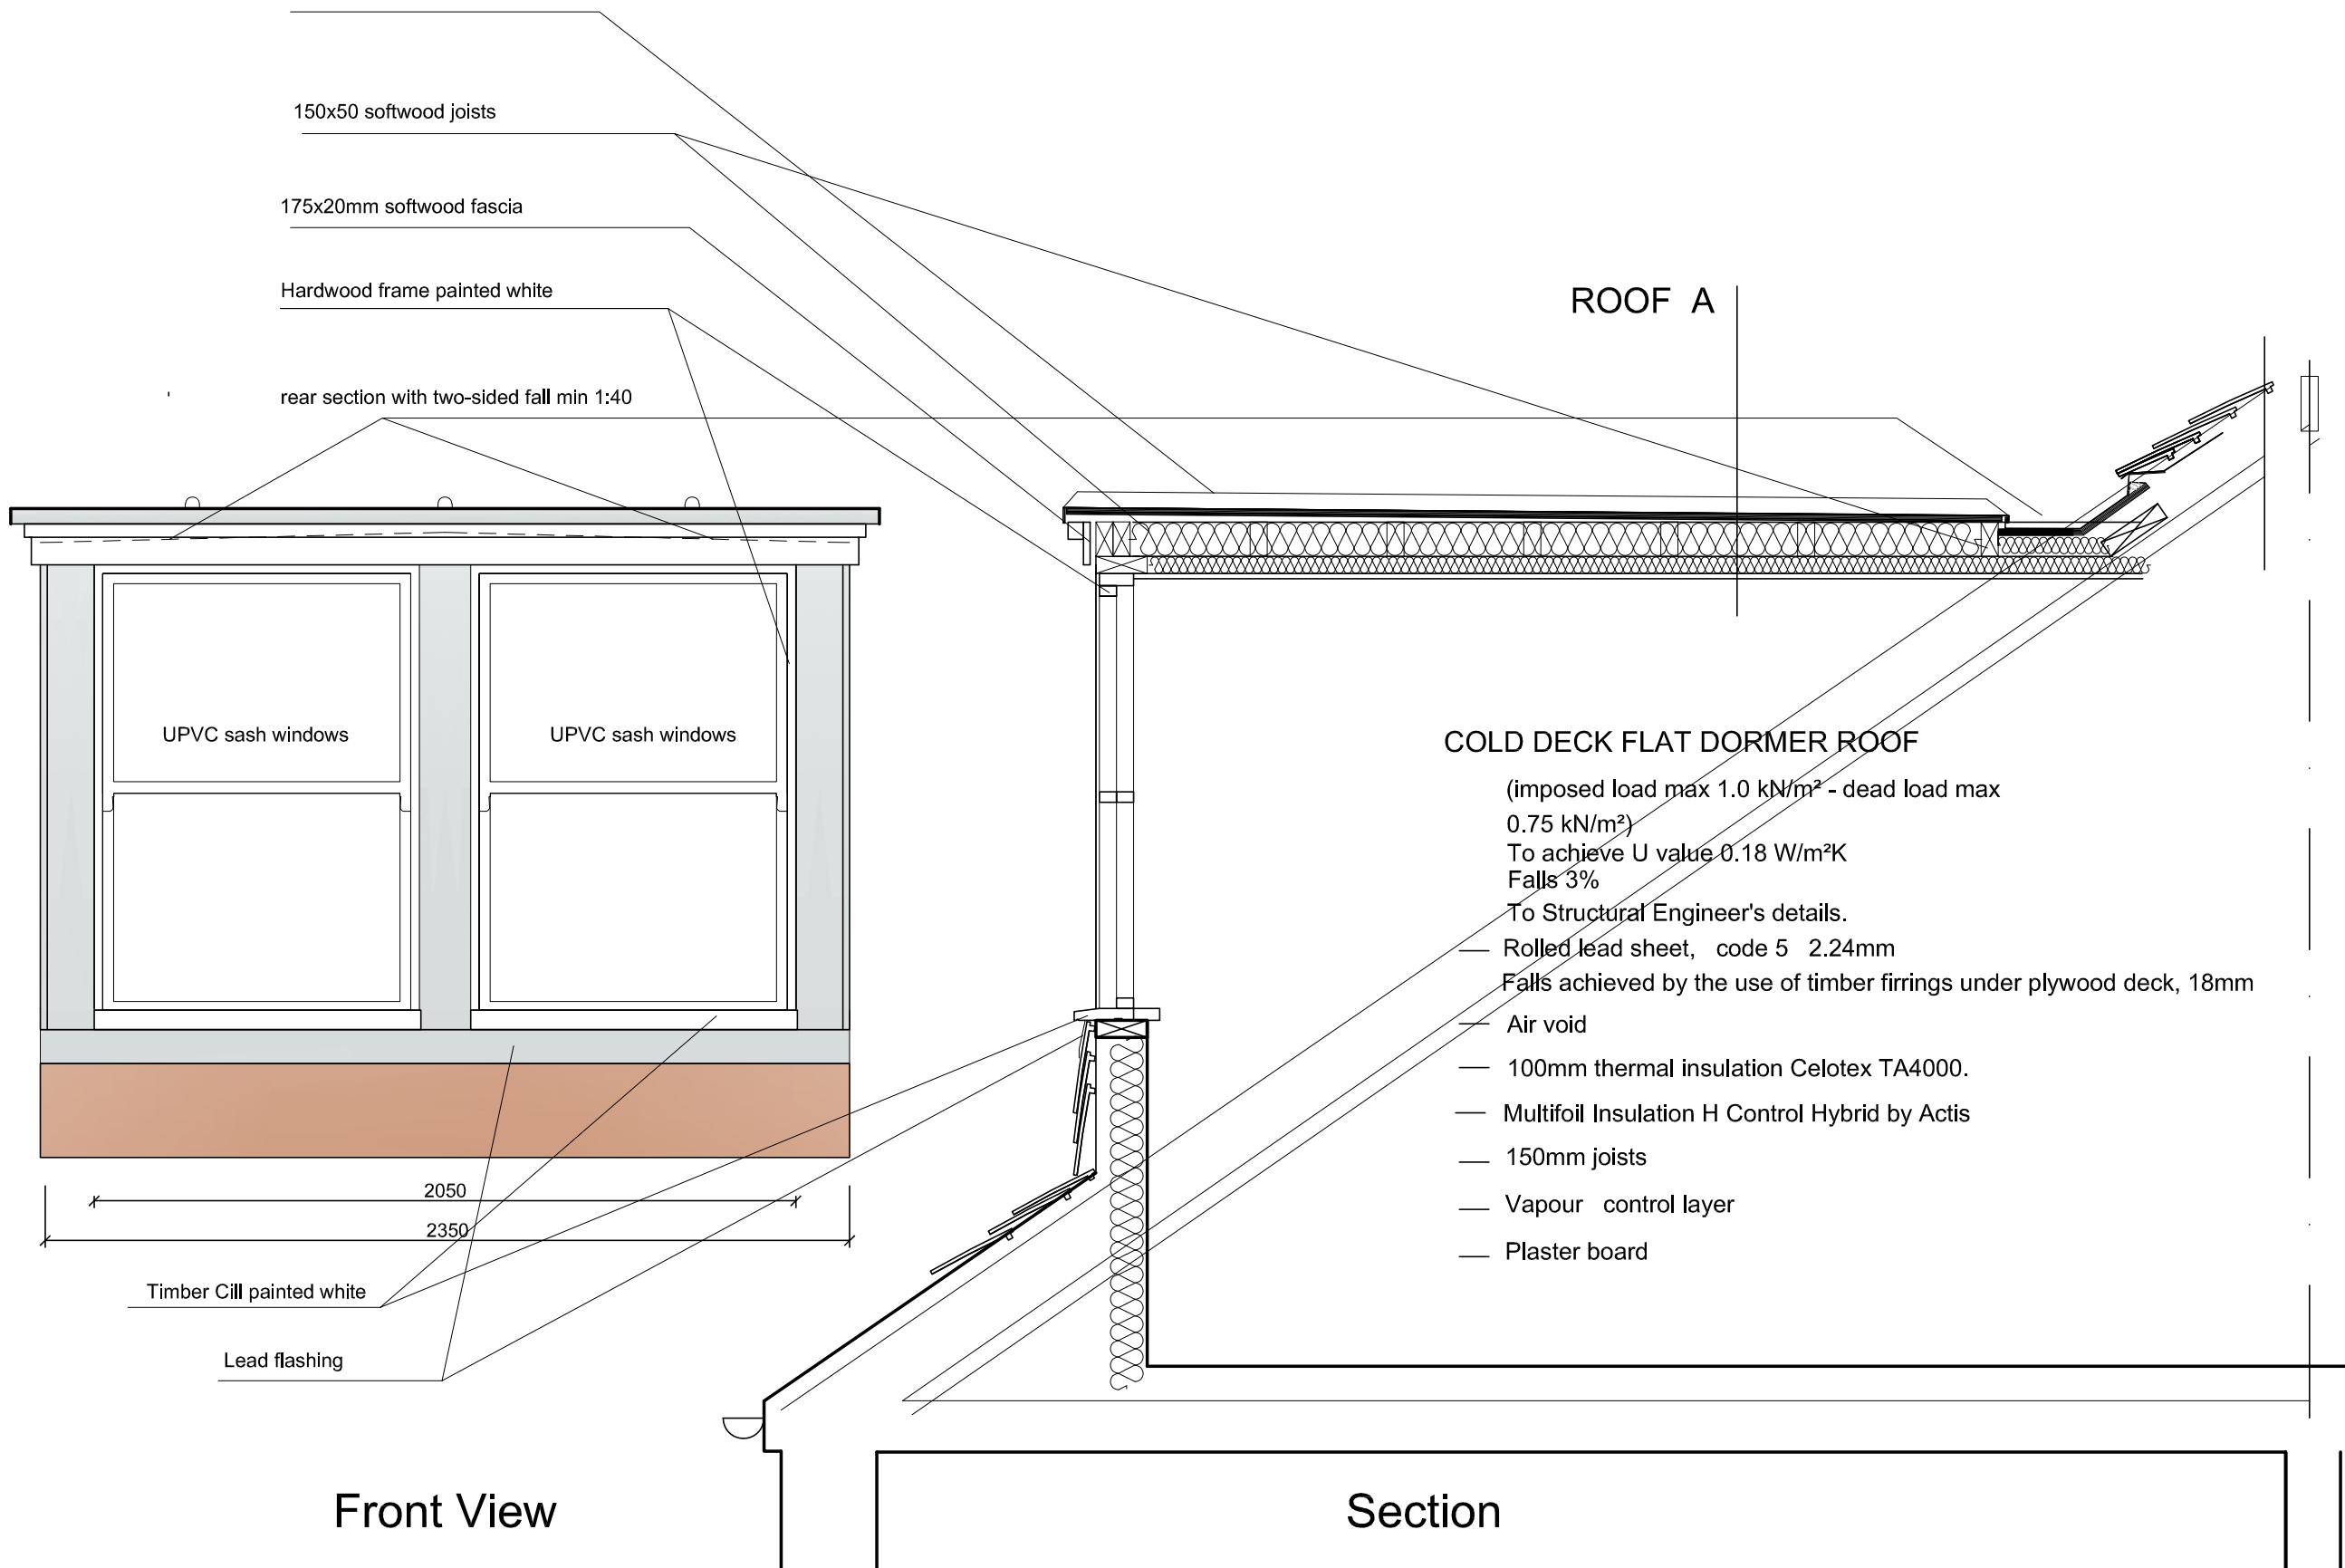 150x50 softwood joists
175x20mm softwood fascia
Hardwood frame painted white
ROOF A
rear section with two-sided fall min 1:40
UPVC sash windows
UPVC sash windows
COLD DECK FLAT DORMER ROOF
(imposed load max 1.0 kN/m² - dead load max
0.75 kN/m²)
To achieve U value 0.18 W/m²K
Falls 3%
To Structural Engineer's details.
Rolled lead sheet, code 5 2.24mm
Falls achieved by the use of timber firrings under plywood deck, 18mm
Air void
100mm thermal insulation Celotex TA4000.
Multifoil Insulation H Control Hybrid by Actis
150mm joists
Vapour control layer
Plaster board
2050
2350
Timber Cill painted white
Lead flashing
Front View
Section